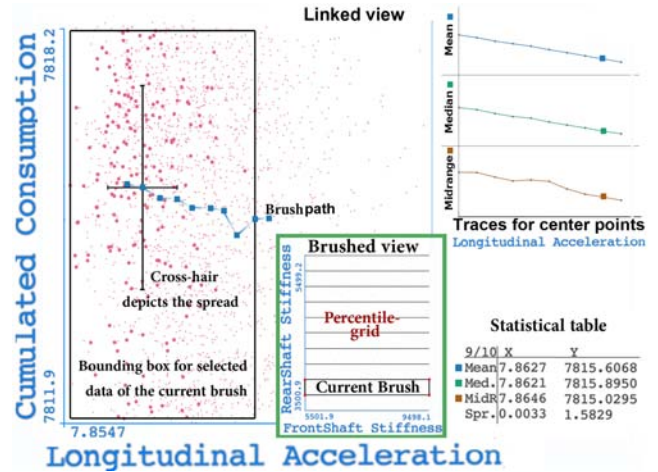 Linked view
7818.2
Cumulated Consumption
7811.9
7.8547
Longitudinal Acceleration
Brushpath
Cross-hair
depicts the spread
Bounding box for selected
data of the current brush
Brushed view
5499.2
RearShaft Stiffness
3500.9
Percentile-
grid
Current Brush
5501.9 9498.1
FrontShaft Stiffness
Mean
Median
Midrange
Traces for center points
Longitudinal Acceleration
Statistical table
9/10 X Y
Mean 7.8627 7815.6068
Med. 7.8621 7815.8950
MidR 7.8646 7815.0295
Spr. 0.0033 1.5829